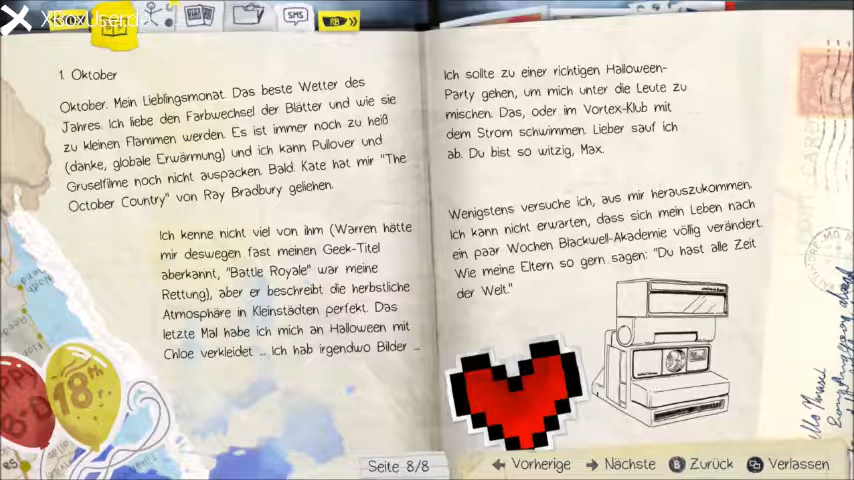 XBoxUser.de
RB
SMS
1. Oktober
Oktober. Mein Lieblingsmonat. Das beste Wetter des
Jahres. Ich liebe den Farbwechsel der Blätter und wie sie
zu kleinen Flammen werden. Es ist immer noch zu heiß
(danke, globale Erwärmung) und ich kann Pullover und
Gruselfilme noch nicht auspacken. Bald. Kate hat mir "The
October Country" von Ray Bradbury geliehen.
Ich kenne nicht viel von ihm (Warren hätte
mir deswegen fast meinen Geek-Titel
aberkannt, "Battle Royale" war meine
Rettung), aber er beschreibt die herbstliche
Atmosphäre in Kleinstädten perfekt. Das
letzte Mal habe ich mich an Halloween mit
Chloe verkleidet ... Ich hab irgendwo Bilder ...
18th
Ich sollte zu einer richtigen Halloween-
Party gehen, um mich unter die Leute zu
mischen. Das, oder im Vortex-Klub mit
dem Strom schwimmen. Lieber sauf ich
ab. Du bist so witzig, Max.
Wenigstens versuche ich, aus mir herauszukommen.
Ich kann nicht erwarten, dass sich mein Leben nach
ein paar Wochen Blackwell-Akademie völlig verändert.
Wie meine Eltern so gern sagen: "Du hast alle Zeit
der Welt."
Seite 8/8
Vorherige
Nächste
B Zurück
Verlassen